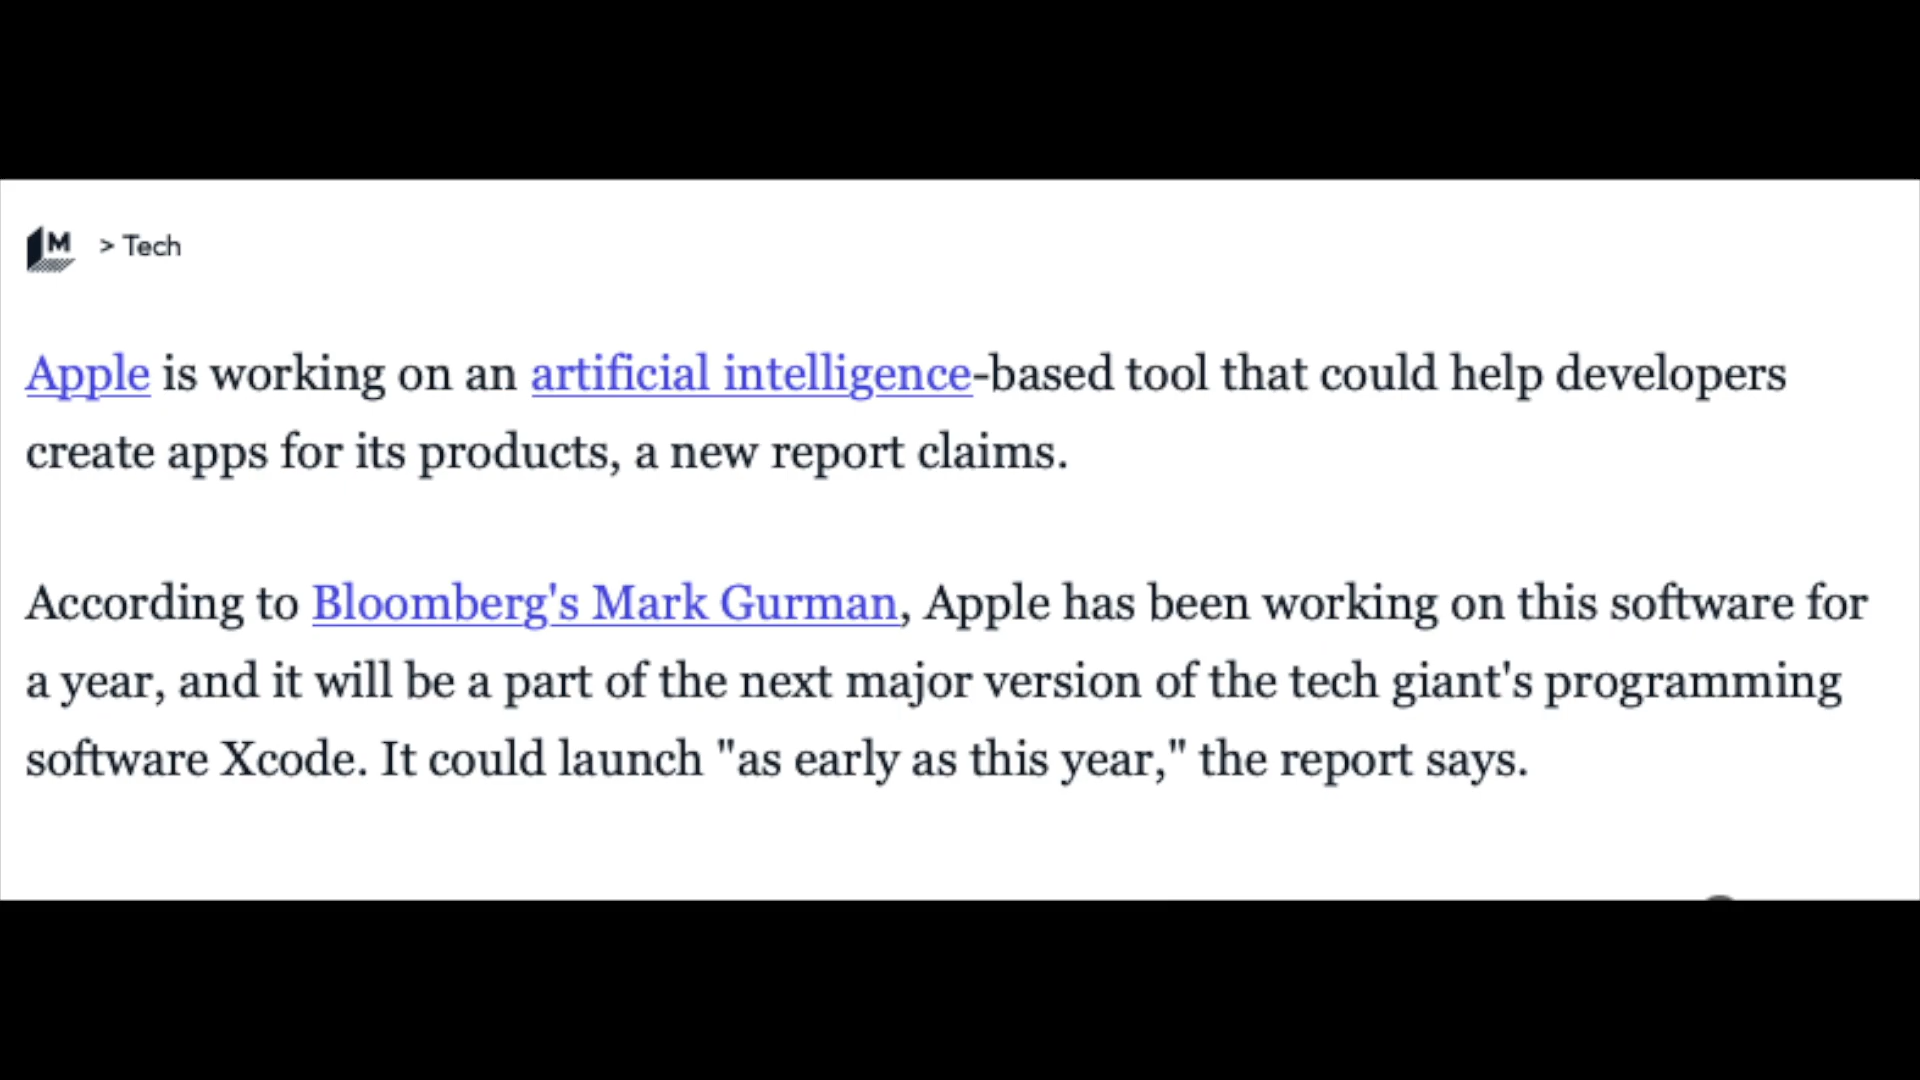 M > Tech
Apple is working on an artificial intelligence-based tool that could help developers
create apps for its products, a new report claims.
According to Bloomberg's Mark Gurman, Apple has been working on this software for
a year, and it will be a part of the next major version of the tech giant's programming
software Xcode. It could launch "as early as this year," the report says.